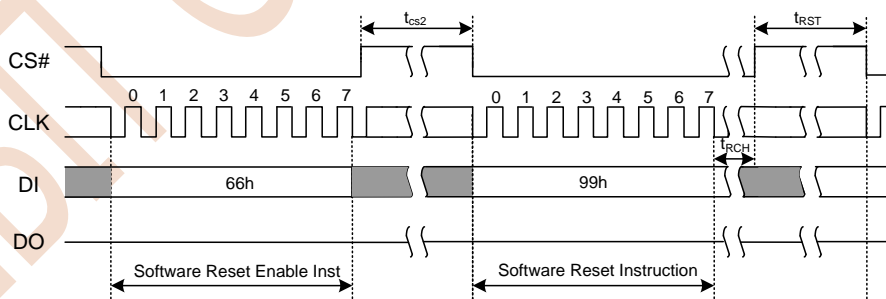 tcs2 tRST
CS#
0 1 2 3 4 5 6 7 0 1 2 3 4 5 6 7
CLK
tRCH
DI 66h 99h
DO
Software Reset Enable Inst Software Reset Instruction